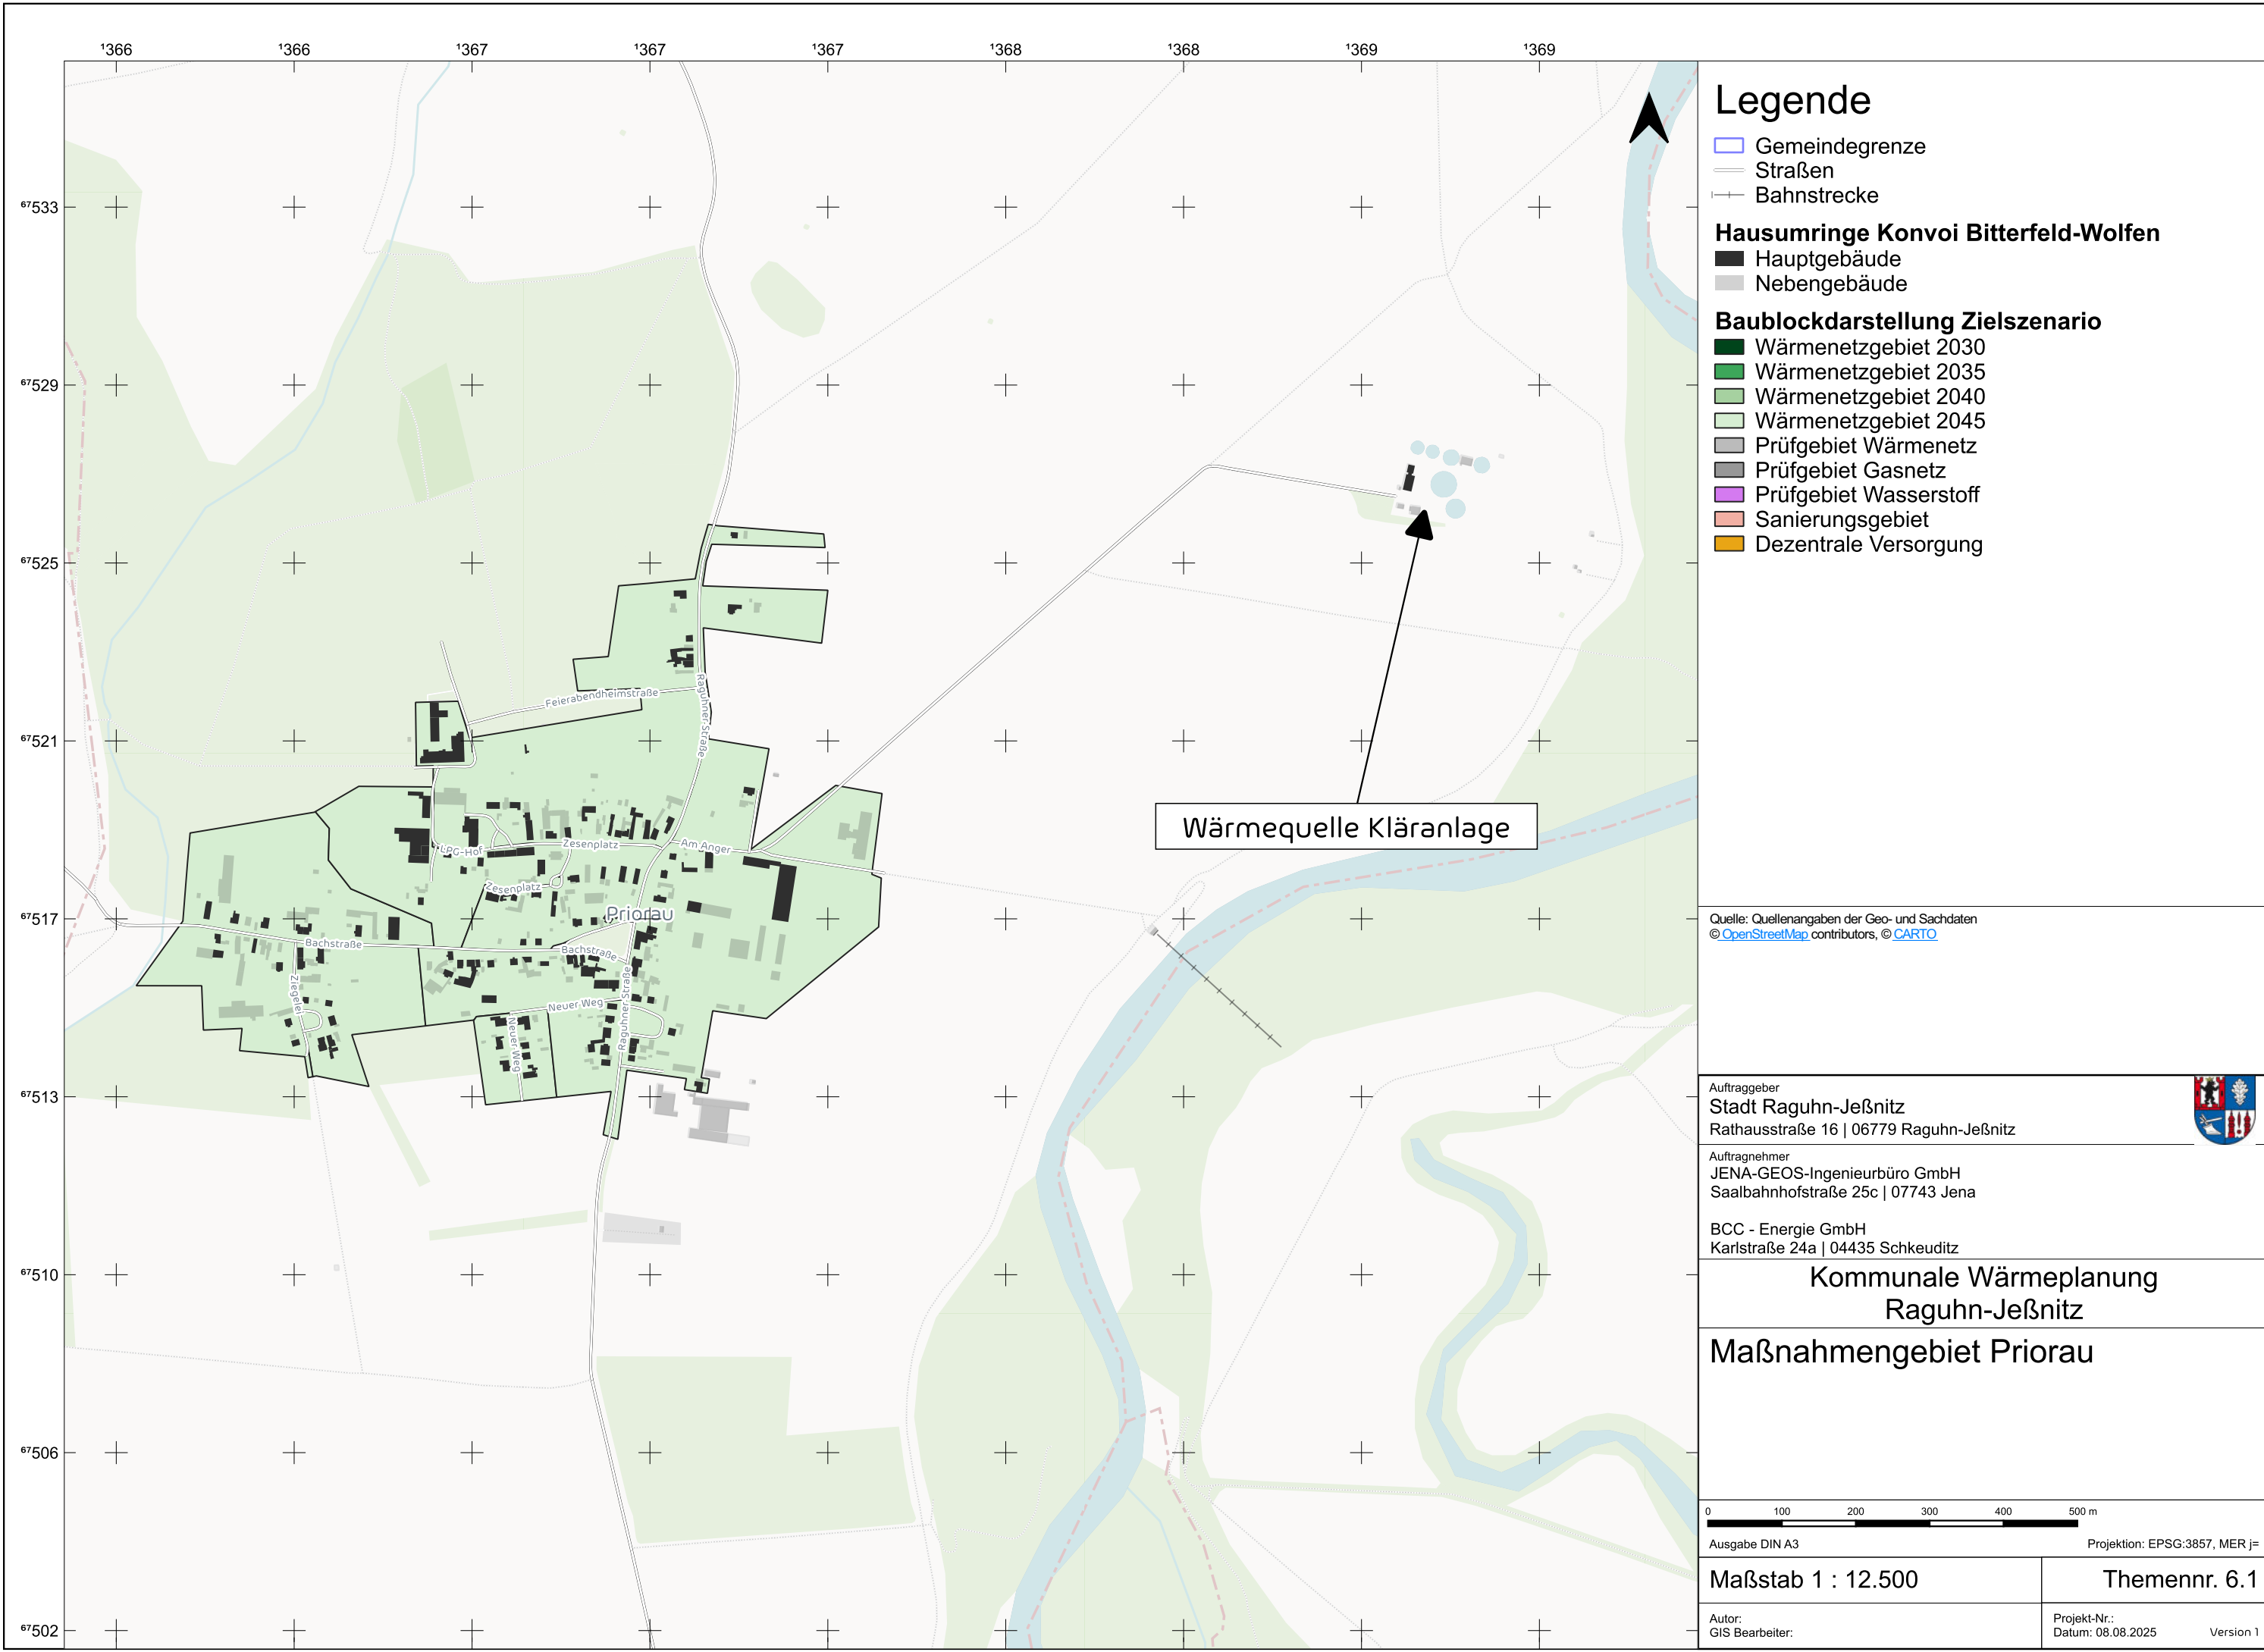 ¹366 ¹366 ¹367 ¹367 ¹367 ¹368 ¹368 ¹369 ¹369
⁶⁷533
⁶⁷529
⁶⁷525
⁶⁷521
⁶⁷517
⁶⁷513
⁶⁷510
⁶⁷506
⁶⁷502
Feierabendheimstraße
Raguhner Straße
LPG-Hof
Zesenplatz
Am Anger
Zesenplatz
Priorau
Bachstraße
Bachstraße
Ziegelei
Neuer Weg
Neuer Weg
Raguhner Straße
Wärmequelle Kläranlage
Legende
Gemeindegrenze
Straßen
Bahnstrecke
Hausumringe Konvoi Bitterfeld-Wolfen
Hauptgebäude
Nebengebäude
Baublockdarstellung Zielszenario
Wärmenetzgebiet 2030
Wärmenetzgebiet 2035
Wärmenetzgebiet 2040
Wärmenetzgebiet 2045
Prüfgebiet Wärmenetz
Prüfgebiet Gasnetz
Prüfgebiet Wasserstoff
Sanierungsgebiet
Dezentrale Versorgung
Quelle: Quellenangaben der Geo- und Sachdaten
© OpenStreetMap contributors, © CARTO
Auftraggeber
Stadt Raguhn-Jeßnitz
Rathausstraße 16 | 06779 Raguhn-Jeßnitz
Auftragnehmer
JENA-GEOS-Ingenieurbüro GmbH
Saalbahnhofstraße 25c | 07743 Jena
BCC - Energie GmbH
Karlstraße 24a | 04435 Schkeuditz
Kommunale Wärmeplanung
Raguhn-Jeßnitz
Maßnahmengebiet Priorau
0 100 200 300 400 500 m
Ausgabe DIN A3 Projektion: EPSG:3857, MER j=
Maßstab 1 : 12.500 Themennr. 6.1
Autor: Projekt-Nr.:
GIS Bearbeiter: Datum: 08.08.2025 Version 1